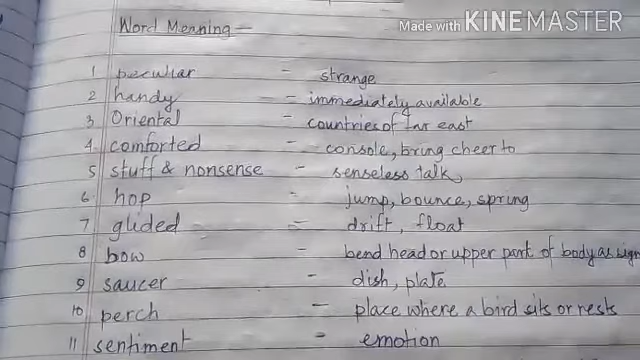 Made with KINEMASTER
Word Meaning –
1 peculiar – strange
2 handy – immediately available
3 Oriental – countries of far east
4 comforted – console, bring cheer to
5 stuff & nonsense – senseless talk,
6 hop – jump, bounce, spring
7 glided – drift, float
8 bow – bend head or upper part of body as sign
9 saucer – dish, plate
10 perch – place where a bird sits or rests
11 sentiment – emotion